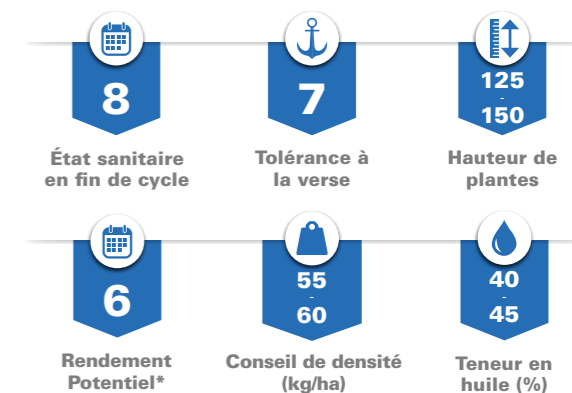 8
État sanitaire
en fin de cycle
7
Tolérance à
la verse
125
-
150
Hauteur de
plantes
6
Rendement
Potentiel*
55
-
60
Conseil de densité
(kg/ha)
40
-
45
Teneur en
huile (%)